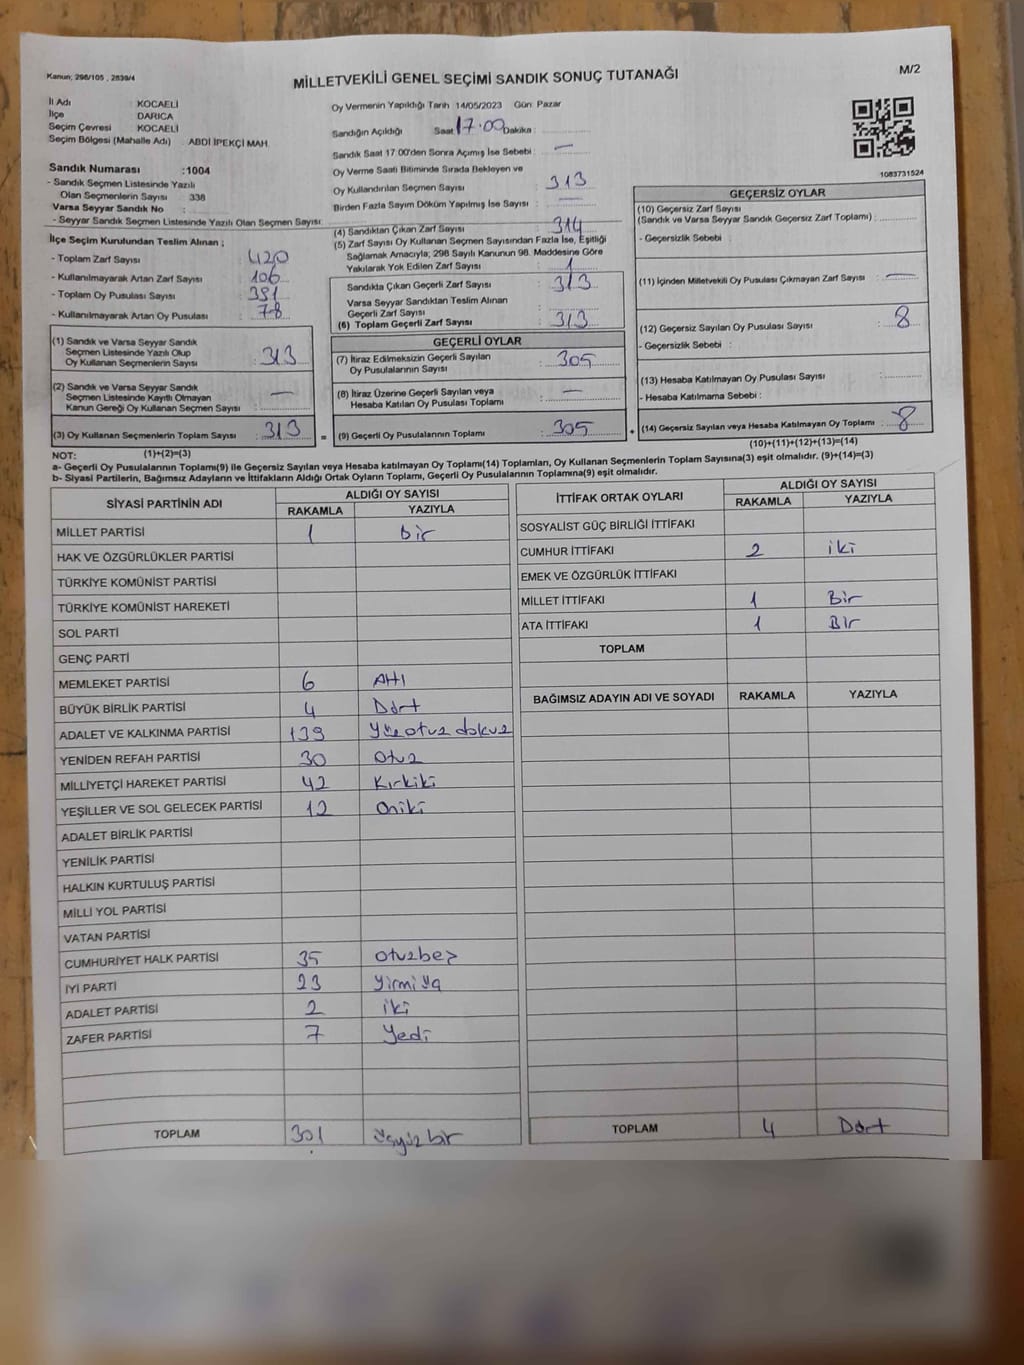 Kanun; 298/105 , 2839/4
MİLLETVEKİLİ GENEL SEÇİMİ SANDIK SONUÇ TUTANAĞI
M/2
İl Adı : KOCAELİ
İlçe : DARICA
Seçim Çevresi : KOCAELİ
Seçim Bölgesi (Mahalle Adı) : ABDİ İPEKÇİ MAH.
Sandık Numarası :1004
- Sandık Seçmen Listesinde Yazılı
Olan Seçmenlerin Sayısı : 338
Varsa Seyyar Sandık No :
- Seyyar Sandık Seçmen Listesinde Yazılı Olan Seçmen Sayısı:
İlçe Seçim Kurulundan Teslim Alınan ;
- Toplam Zarf Sayısı : 420
- Kullanılmayarak Artan Zarf Sayısı : 106
- Toplam Oy Pusulası Sayısı : 391
- Kullanılmayarak Artan Oy Pusulası : 78
Oy Vermenin Yapıldığı Tarih 14/05/2023 Gün: Pazar
Sandığın Açıldığı Saat 17.00 Dakika :
Sandık Saat 17:00'den Sonra Açmış İse Sebebi : —
Oy Verme Saati Bitiminde Sırada Bekleyen ve
Oy Kullandırılan Seçmen Sayısı : 313
Birden Fazla Sayım Döküm Yapılmış İse Sayısı : —
(4) Sandıktan Çıkan Zarf Sayısı : 314
(5) Zarf Sayısı Oy Kullanan Seçmen Sayısından Fazla İse, Eşitliği
Sağlamak Amacıyla; 298 Sayılı Kanunun 98. Maddesine Göre
Yakılarak Yok Edilen Zarf Sayısı : 1
Sandıkta Çıkan Geçerli Zarf Sayısı : 313
Varsa Seyyar Sandıktan Teslim Alınan
Geçerli Zarf Sayısı :
(6) Toplam Geçerli Zarf Sayısı : 313
1083731524
GEÇERSİZ OYLAR
(10) Geçersiz Zarf Sayısı
(Sandık ve Varsa Seyyar Sandık Geçersiz Zarf Toplamı) :
- Geçersizlik Sebebi :
(11) İçinden Milletvekili Oy Pusulası Çıkmayan Zarf Sayısı : —
(12) Geçersiz Sayılan Oy Pusulası Sayısı : 8
- Geçersizlik Sebebi :
(13) Hesaba Katılmayan Oy Pusulası Sayısı :
- Hesaba Katılmama Sebebi :
(14) Geçersiz Sayılan veya Hesaba Katılmayan Oy Toplamı : 8
(10)+(11)+(12)+(13)=(14)
(1) Sandık ve Varsa Seyyar Sandık
Seçmen Listesinde Yazılı Olup
Oy Kullanan Seçmenlerin Sayısı : 313
(2) Sandık ve Varsa Seyyar Sandık
Seçmen Listesinde Kayıtlı Olmayan
Kanun Gereği Oy Kullanan Seçmen Sayısı : —
(3) Oy Kullanan Seçmenlerin Toplam Sayısı : 313 =
(1)+(2)=(3)
GEÇERLİ OYLAR
(7) İtiraz Edilmeksizin Geçerli Sayılan
Oy Pusulalarının Sayısı : 305
(8) İtiraz Üzerine Geçerli Sayılan veya
Hesaba Katılan Oy Pusulası Toplamı : —
(9) Geçerli Oy Pusulalarının Toplamı : 305 +
NOT:
a- Geçerli Oy Pusulalarının Toplamı(9) ile Geçersiz Sayılan veya Hesaba katılmayan Oy Toplamı(14) Toplamları, Oy Kullanan Seçmenlerin Toplam Sayısına(3) eşit olmalıdır. (9)+(14)=(3)
b- Siyasi Partilerin, Bağımsız Adayların ve İttifakların Aldığı Oy Toplamı, Geçerli Oy Pusulalarının Toplamına(9) eşit olmalıdır.
SİYASİ PARTİNİN ADI ALDIĞI OY SAYISI
RAKAMLA YAZIYLA
MİLLET PARTİSİ 1 bir
HAK VE ÖZGÜRLÜKLER PARTİSİ
TÜRKİYE KOMÜNİST PARTİSİ
TÜRKİYE KOMÜNİST HAREKETİ
SOL PARTİ
GENÇ PARTİ
MEMLEKET PARTİSİ 6 Altı
BÜYÜK BİRLİK PARTİSİ 4 Dört
ADALET VE KALKINMA PARTİSİ 139 Yüz otuz dokuz
YENİDEN REFAH PARTİSİ 30 Otuz
MİLLİYETÇİ HAREKET PARTİSİ 42 Kırkiki
YEŞİLLER VE SOL GELECEK PARTİSİ 12 Oniki
ADALET BİRLİK PARTİSİ
YENİLİK PARTİSİ
HALKIN KURTULUŞ PARTİSİ
MİLLİ YOL PARTİSİ
VATAN PARTİSİ
CUMHURİYET HALK PARTİSİ 35 otuzbeş
İYİ PARTİ 23
ADALET PARTİSİ 2 iki
ZAFER PARTİSİ 7 Yedi
TOPLAM 301 üçyüz bir
İTTİFAK ORTAK OYLARI ALDIĞI OY SAYISI
RAKAMLA YAZIYLA
SOSYALİST GÜÇ BİRLİĞİ İTTİFAKI
CUMHUR İTTİFAKI 2 iki
EMEK VE ÖZGÜRLÜK İTTİFAKI
MİLLET İTTİFAKI 1 Bir
ATA İTTİFAKI 1 Bir
TOPLAM
BAĞIMSIZ ADAYIN ADI VE SOYADI RAKAMLA YAZIYLA
TOPLAM 4 Dört